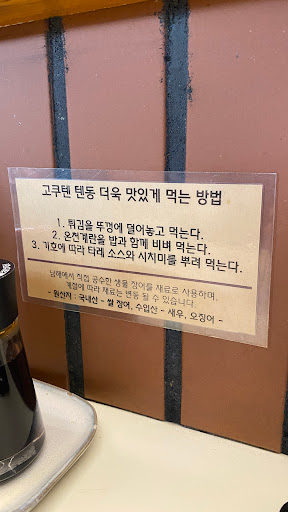 고쿠텐 텐동 더욱 맛있게 먹는 방법
1. 튀김을 뚜껑에 덜어놓고 먹는다.
2. 온천계란을 밥과 함께 비벼 먹는다.
3. 기호에 따라 타레 소스와 시치미를 뿌려 먹는다.
남해에서 직접 공수한 생물 장어를 재료로 사용하며,
계절에 따라 재료는 변동 될 수 있습니다.
- 원산지 : 국내산 - 쌀 장어, 수입산 - 새우, 오징어 -